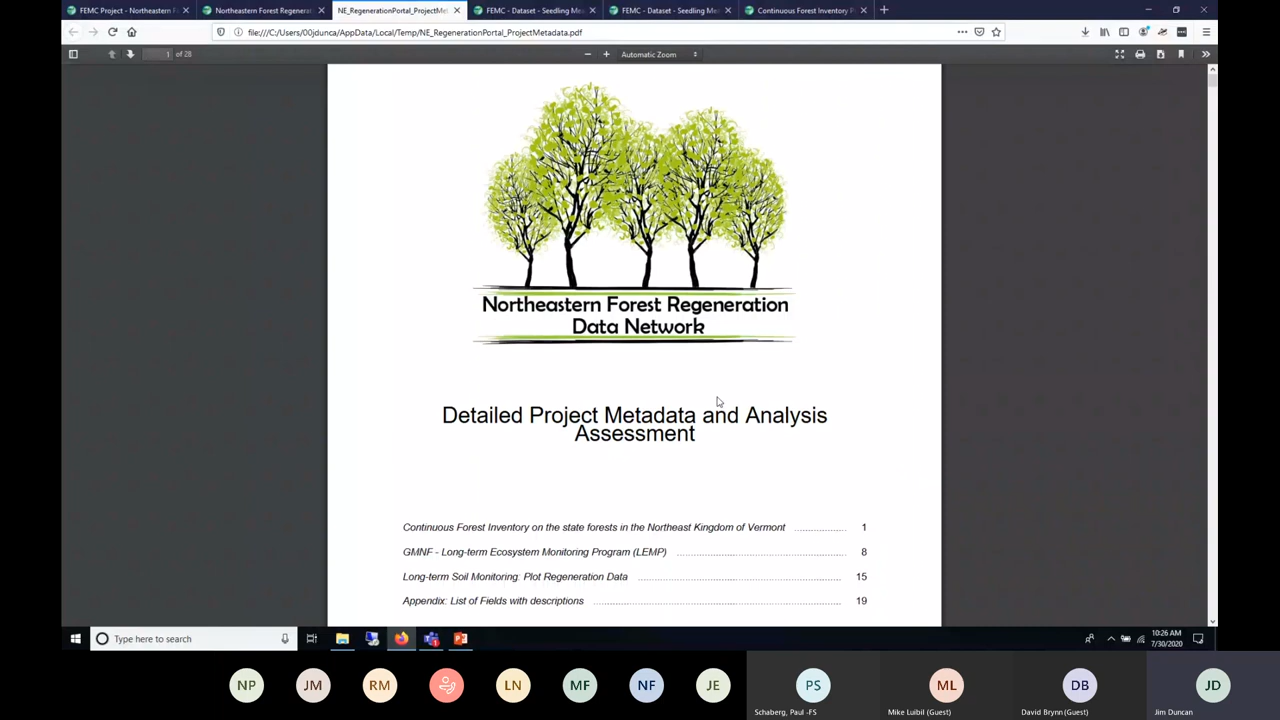 FEMC Project - Northeastern F
Northeastern Forest Regenerat
NE_RegenerationPortal_ProjectMet
FEMC - Dataset - Seedling Mea
FEMC - Dataset - Seedling Mea
Continuous Forest Inventory P
file:///C:/Users/00jdunca/AppData/Local/Temp/NE_RegenerationPortal_ProjectMetadata.pdf
1 of 28
Automatic Zoom
Northeastern Forest Regeneration
Data Network
Detailed Project Metadata and Analysis
Assessment
Continuous Forest Inventory on the state forests in the Northeast Kingdom of Vermont .................. 1
GMNF - Long-term Ecosystem Monitoring Program (LEMP) .................. 8
Long-term Soil Monitoring: Plot Regeneration Data .................. 15
Appendix: List of Fields with descriptions .................. 19
Type here to search
10:26 AM
7/30/2020
NP
JM
RM
LN
MF
NF
JE
PS
ML
DB
JD
Schaberg, Paul -FS
Mike Luibil (Guest)
David Brynn (Guest)
Jim Duncan